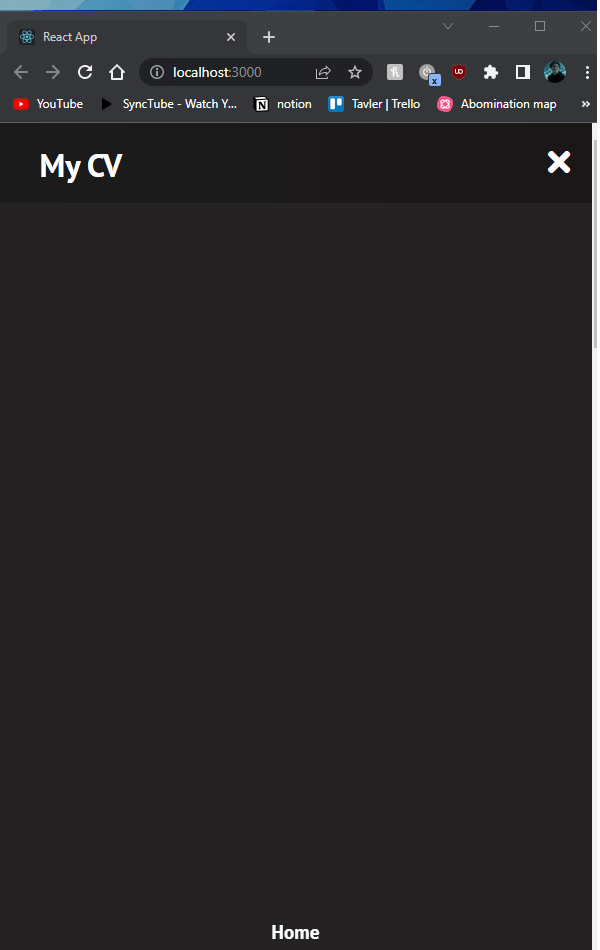 React App
localhost:3000
YouTube SyncTube - Watch Y... notion Tavler | Trello Abomination map »
My CV
Home